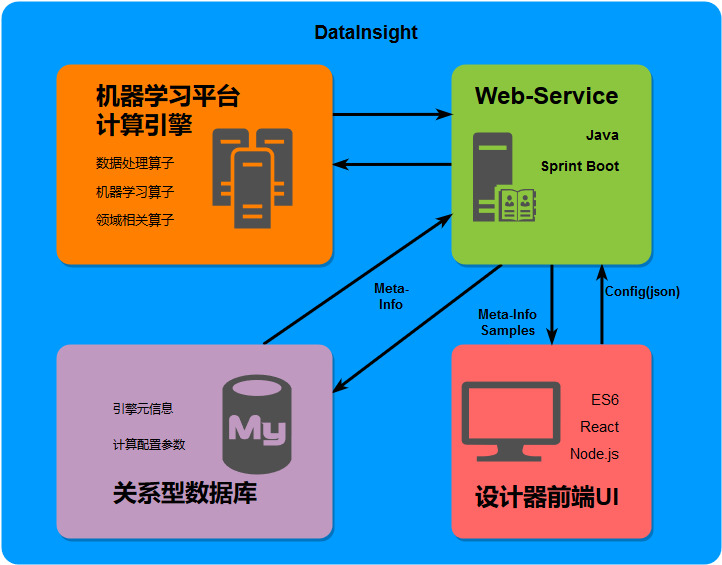 DataInsight
机器学习平台
计算引擎
数据处理算子
机器学习算子
领域相关算子
Web-Service
Java
Sprint Boot
Meta-
Info
Meta-Info
Samples
Config(json)
引擎元信息
计算配置参数
My
关系型数据库
ES6
React
Node.js
设计器前端UI